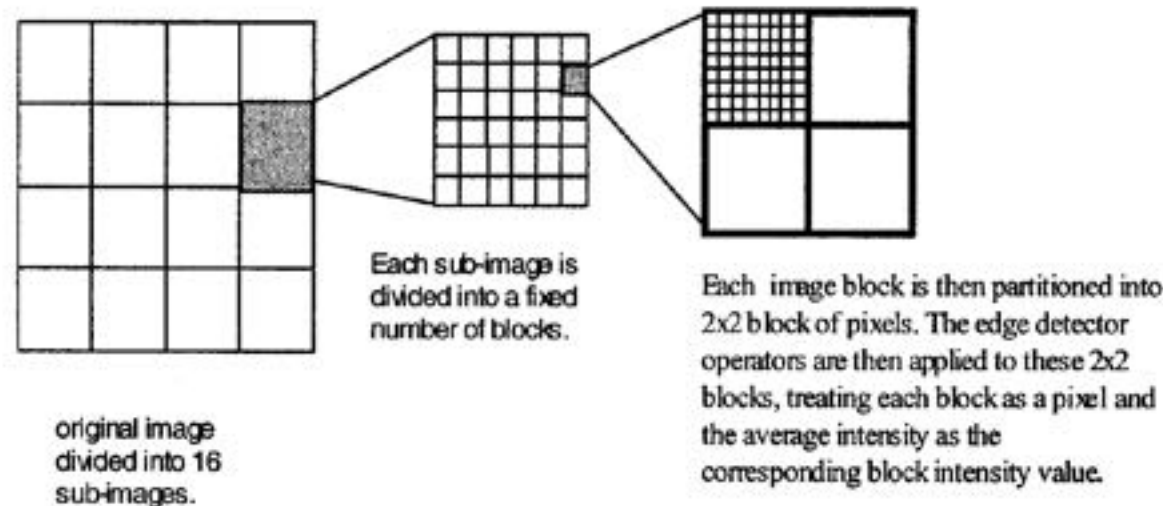 Each sub-image is
divided into a fixed
number of blocks.
Each image block is then partitioned into
2x2 block of pixels. The edge detector
operators are then applied to these 2x2
blocks, treating each block as a pixel and
the average intensity as the
corresponding block intensity value.
original image
divided into 16
sub-images.